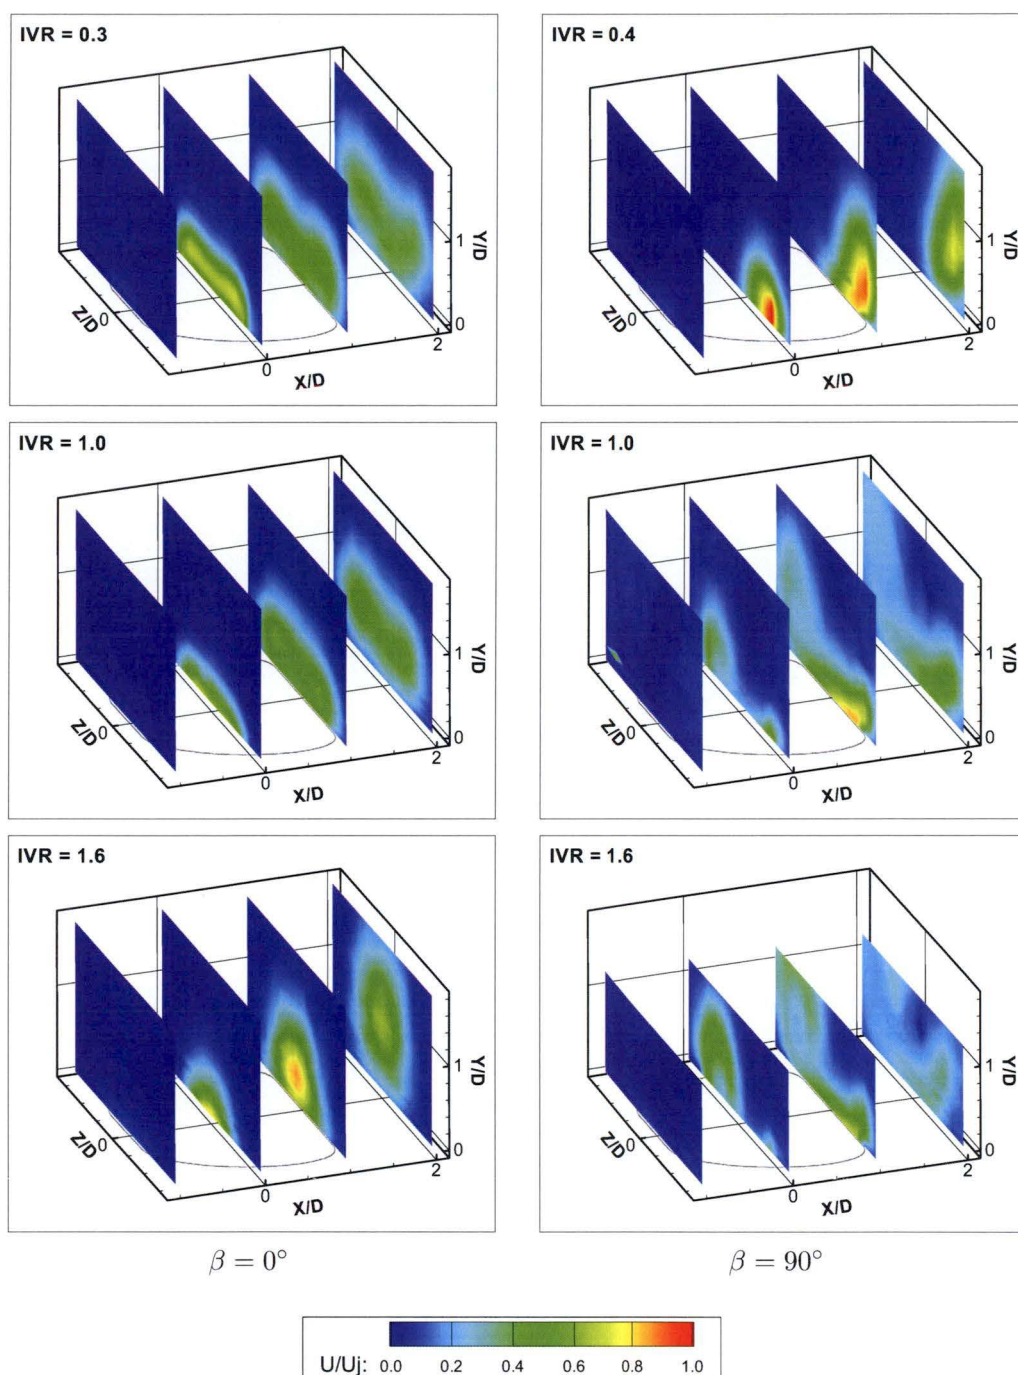 IVR = 0.3
Y/D
1
0
Z/D
0
0
2
X/D
IVR = 0.4
Y/D
1
0
Z/D
0
0
2
X/D
IVR = 1.0
Y/D
1
0
Z/D
0
0
2
X/D
IVR = 1.0
Y/D
1
0
Z/D
0
0
2
X/D
IVR = 1.6
Y/D
1
0
Z/D
0
0
2
X/D
IVR = 1.6
Y/D
1
0
Z/D
0
0
2
X/D
β = 0°
β = 90°
U/Uj: 0.0 0.2 0.4 0.6 0.8 1.0